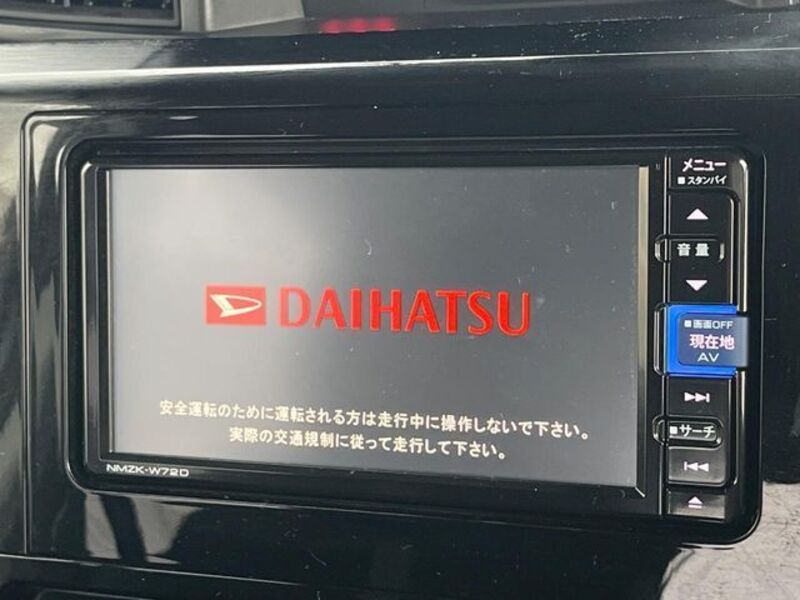 DAIHATSU
安全運転のために運転される方は走行中に操作しないで下さい。
実際の交通規制に従って走行して下さい。
NMZK-W72D
メニュー
■スタンバイ
▲
音量
▼
■画面OFF
現在地
AV
▶▶|
■サーチ
|◀◀
⏏